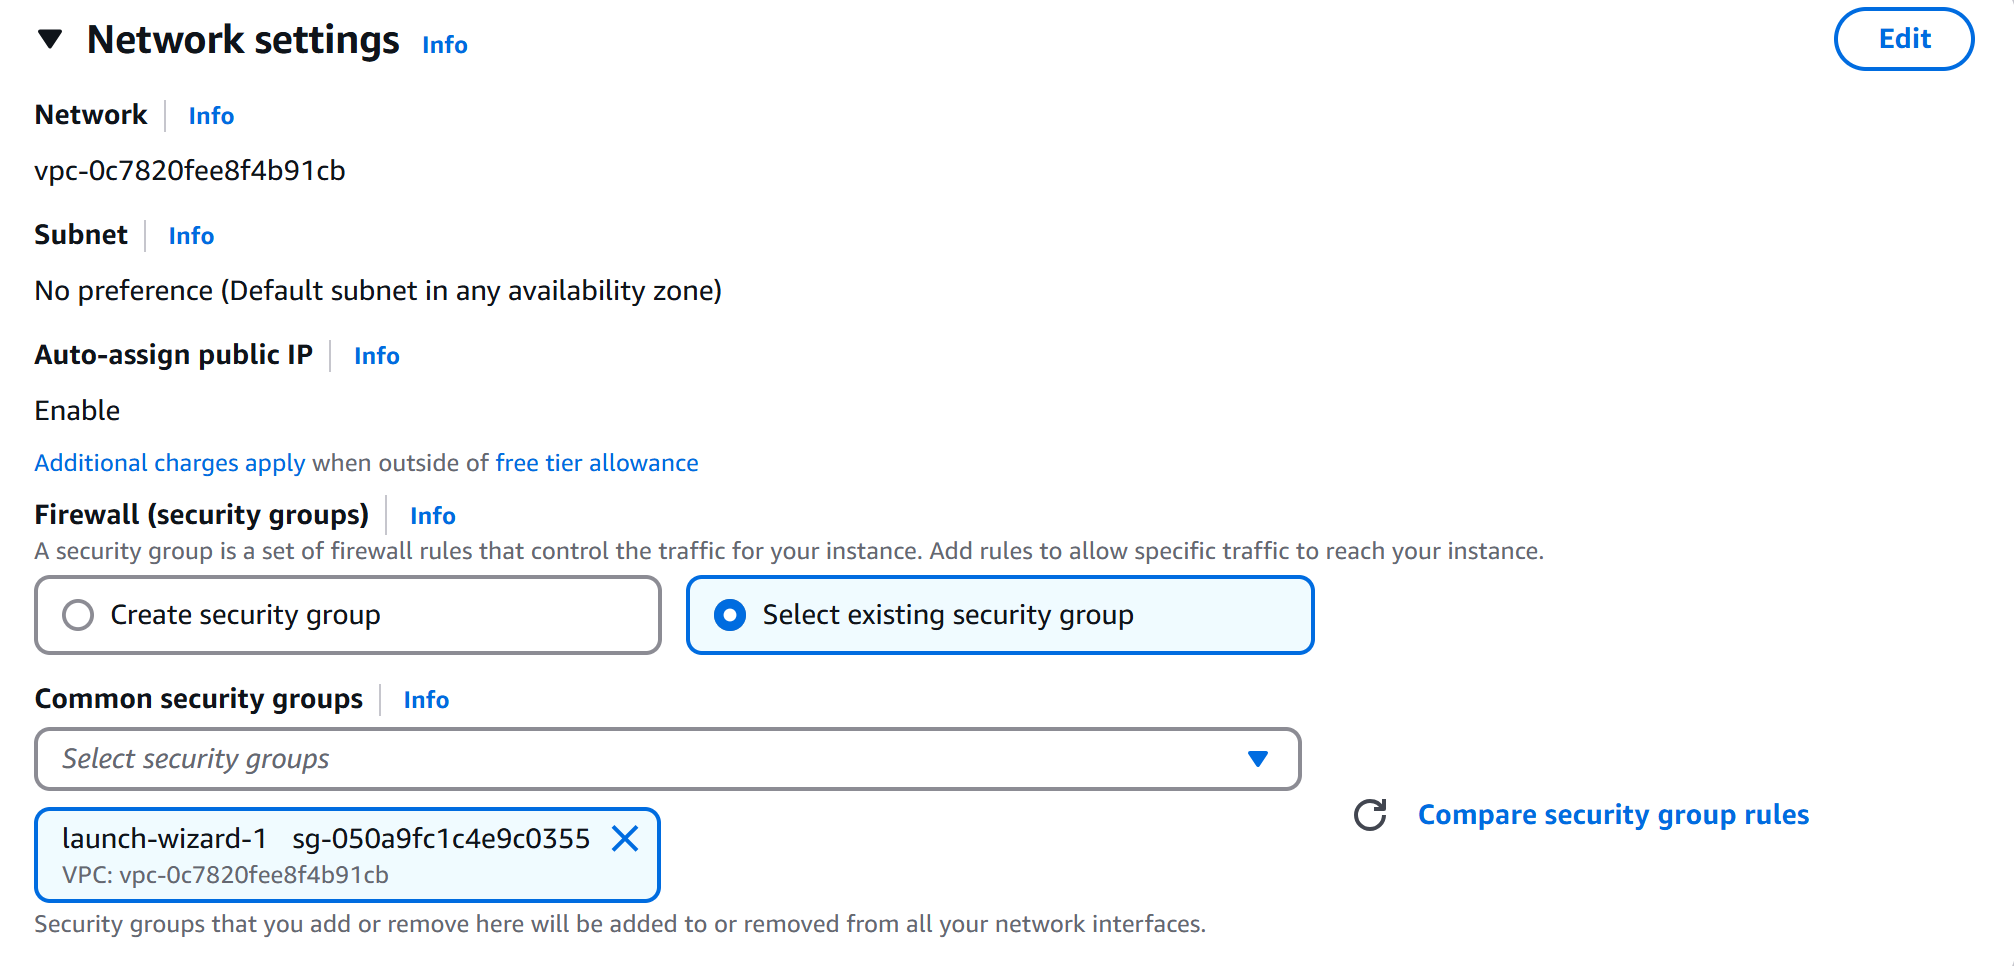 Network settings Info
Edit
Network Info
vpc-0c7820fee8f4b91cb
Subnet Info
No preference (Default subnet in any availability zone)
Auto-assign public IP Info
Enable
Additional charges apply when outside of free tier allowance
Firewall (security groups) Info
A security group is a set of firewall rules that control the traffic for your instance. Add rules to allow specific traffic to reach your instance.
Create security group
Select existing security group
Common security groups Info
Select security groups
launch-wizard-1 sg-050a9fc1c4e9c0355
VPC: vpc-0c7820fee8f4b91cb
Compare security group rules
Security groups that you add or remove here will be added to or removed from all your network interfaces.